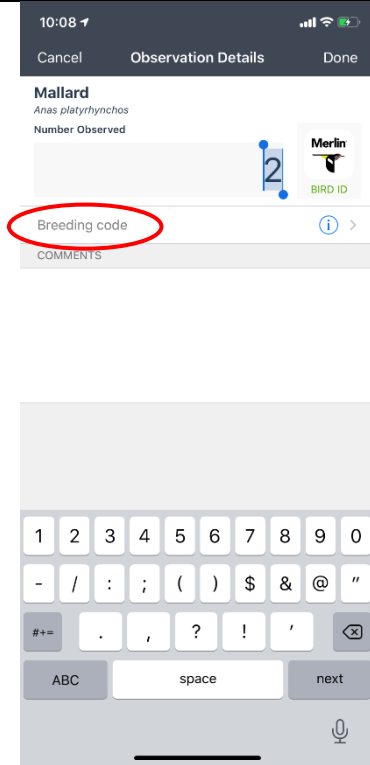 10:08
Cancel Observation Details Done
Mallard
Anas platyrhynchos
Number Observed
2
Merlin
BIRD ID
Breeding code
COMMENTS
1 2 3 4 5 6 7 8 9 0
- / : ; ( ) $ & @ "
#+= . , ? ! '
ABC space next